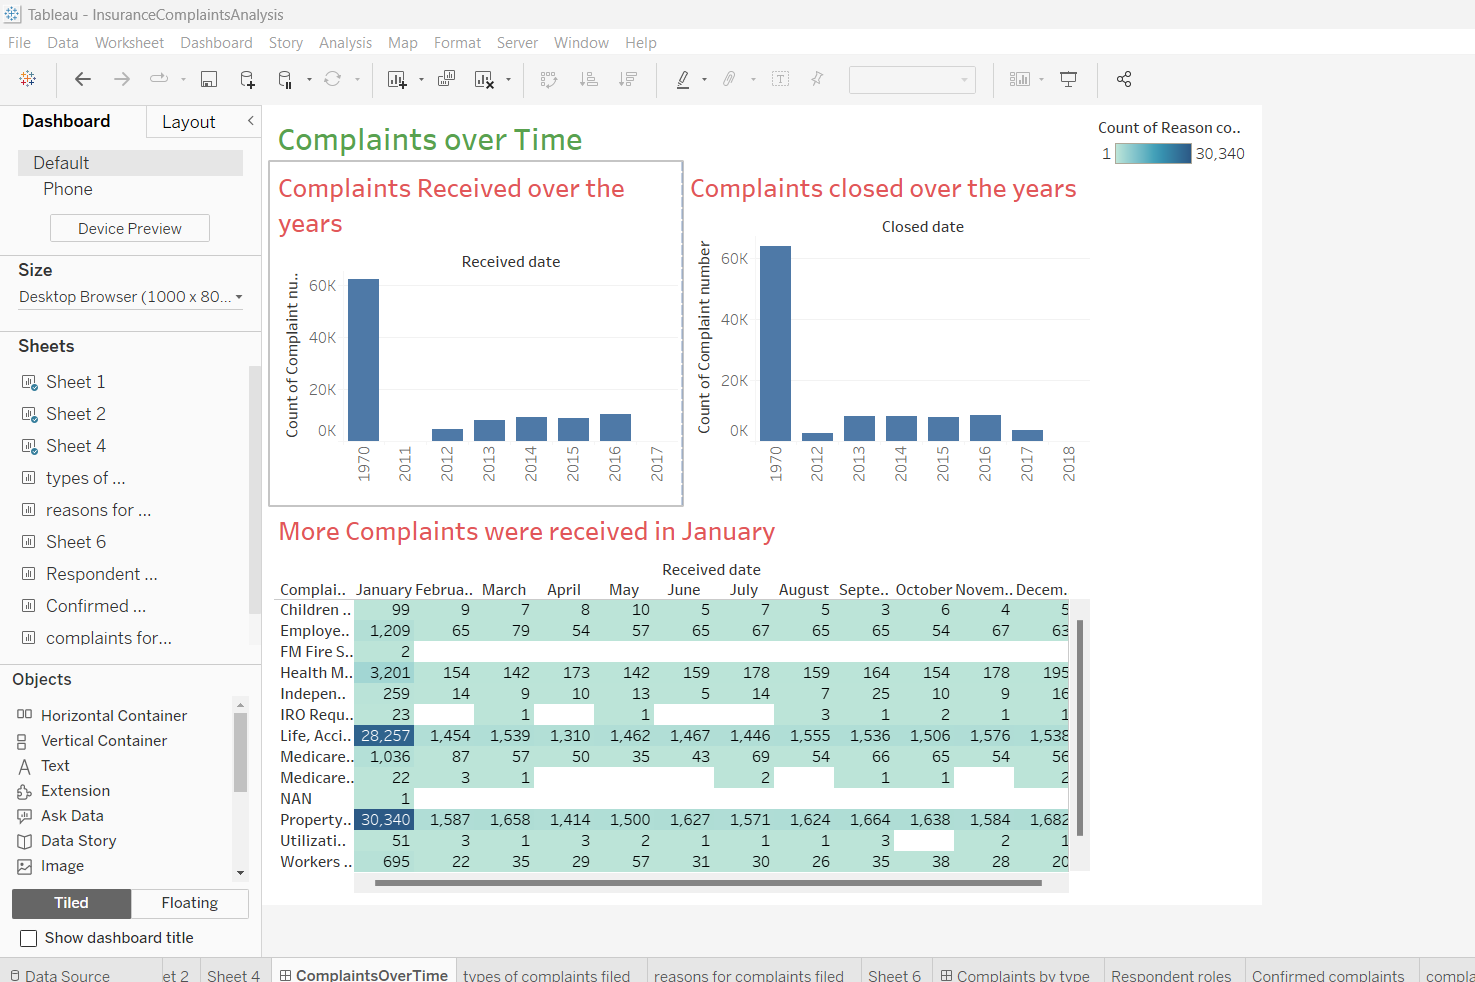 Tableau - InsuranceComplaintsAnalysis
File Data Worksheet Dashboard Story Analysis Map Format Server Window Help
Dashboard Layout
Default
Phone
Device Preview
Size
Desktop Browser (1000 x 80...
Sheets
Sheet 1
Sheet 2
Sheet 4
types of ...
reasons for ...
Sheet 6
Respondent ...
Confirmed ...
complaints for...
Objects
Horizontal Container
Vertical Container
Text
Extension
Ask Data
Data Story
Image
Tiled Floating
Show dashboard title
Complaints over Time
Complaints Received over the
years
Received date
Count of Complaint nu..
60K
40K
20K
0K
1970 2011 2012 2013 2014 2015 2016 2017
Complaints closed over the years
Closed date
Count of Complaint number
60K
40K
20K
0K
1970 2012 2013 2014 2015 2016 2017 2018
Count of Reason co..
1 30,340
More Complaints were received in January
Received date
Complai.. January Februa.. March April May June July August Septe.. October Novem.. Decem.
Children .. 99 9 7 8 10 5 7 5 3 6 4 5
Employe.. 1,209 65 79 54 57 65 67 65 65 54 67 63
FM Fire S.. 2
Health M.. 3,201 154 142 173 142 159 178 159 164 154 178 195
Indepen.. 259 14 9 10 13 5 14 7 25 10 9 16
IRO Requ.. 23 1 1 3 1 2 1 1
Life, Acci.. 28,257 1,454 1,539 1,310 1,462 1,467 1,446 1,555 1,536 1,506 1,576 1,538
Medicare.. 1,036 87 57 50 35 43 69 54 66 65 54 56
Medicare.. 22 3 1 2 1 1 2
NAN 1
Property.. 30,340 1,587 1,658 1,414 1,500 1,627 1,571 1,624 1,664 1,638 1,584 1,682
Utilizati.. 51 3 1 3 2 1 1 1 3 2 1
Workers .. 695 22 35 29 57 31 30 26 35 38 28 20
Data Source et 2 Sheet 4 ComplaintsOverTime types of complaints filed reasons for complaints filed Sheet 6 Complaints by type Respondent roles Confirmed complaints compla